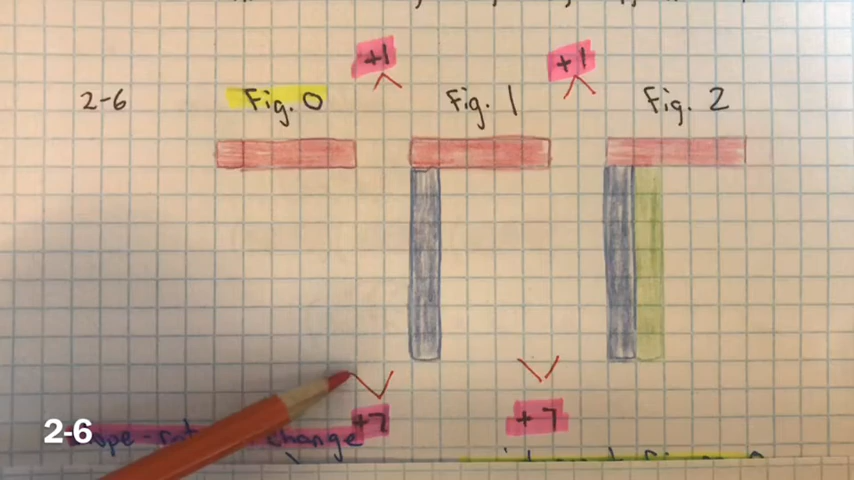 +1 +1
2-6 Fig. 0 Fig. 1 Fig. 2
+7 +7
2-6
change